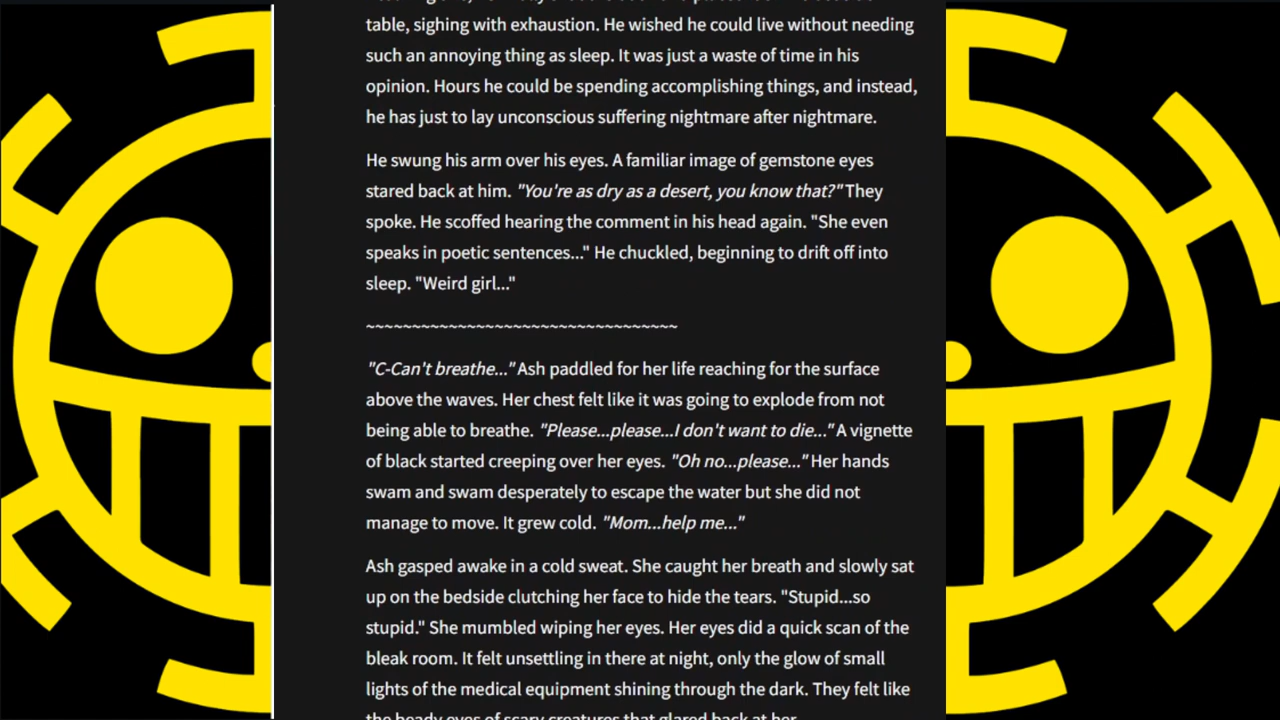 table, sighing with exhaustion. He wished he could live without needing
such an annoying thing as sleep. It was just a waste of time in his
opinion. Hours he could be spending accomplishing things, and instead,
he has just to lay unconscious suffering nightmare after nightmare.
He swung his arm over his eyes. A familiar image of gemstone eyes
stared back at him. "You're as dry as a desert, you know that?" They
spoke. He scoffed hearing the comment in his head again. "She even
speaks in poetic sentences..." He chuckled, beginning to drift off into
sleep. "Weird girl..."
~~~~~~~~~~~~~~~~~~~~~~~~~~~~~~~~~~
"C-Can't breathe..." Ash paddled for her life reaching for the surface
above the waves. Her chest felt like it was going to explode from not
being able to breathe. "Please...please...I don't want to die..." A vignette
of black started creeping over her eyes. "Oh no...please..." Her hands
swam and swam desperately to escape the water but she did not
manage to move. It grew cold. "Mom...help me..."
Ash gasped awake in a cold sweat. She caught her breath and slowly sat
up on the bedside clutching her face to hide the tears. "Stupid...so
stupid." She mumbled wiping her eyes. Her eyes did a quick scan of the
bleak room. It felt unsettling in there at night, only the glow of small
lights of the medical equipment shining through the dark. They felt like
the beady eyes of scary creatures that glared back at her.